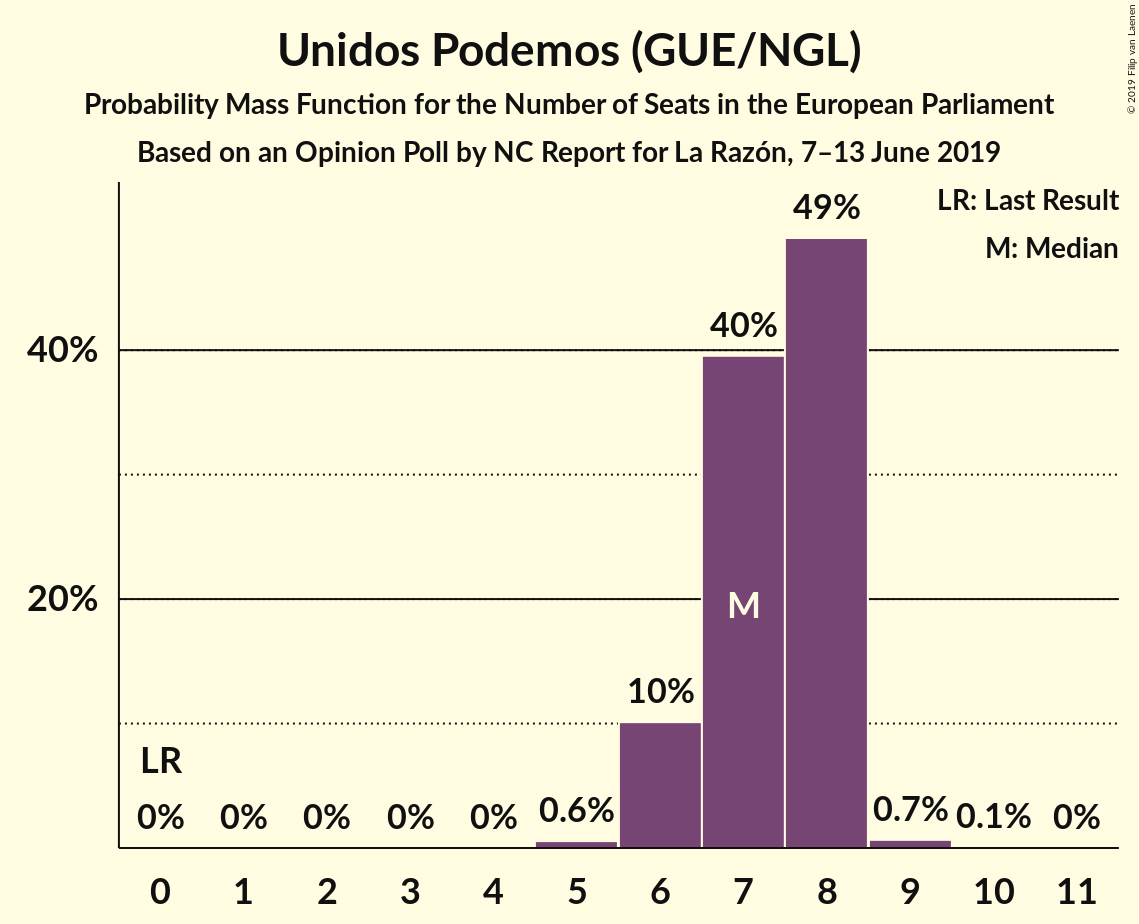 Unidos Podemos (GUE/NGL)
Probability Mass Function for the Number of Seats in the European Parliament
Based on an Opinion Poll by NC Report for La Razón, 7–13 June 2019
© 2019 Filip van Laenen
LR: Last Result
M: Median
49%
40%
40%
M
20%
10%
LR
0% 0% 0% 0% 0% 0.6% 0.7% 0.1% 0%
0 1 2 3 4 5 6 7 8 9 10 11